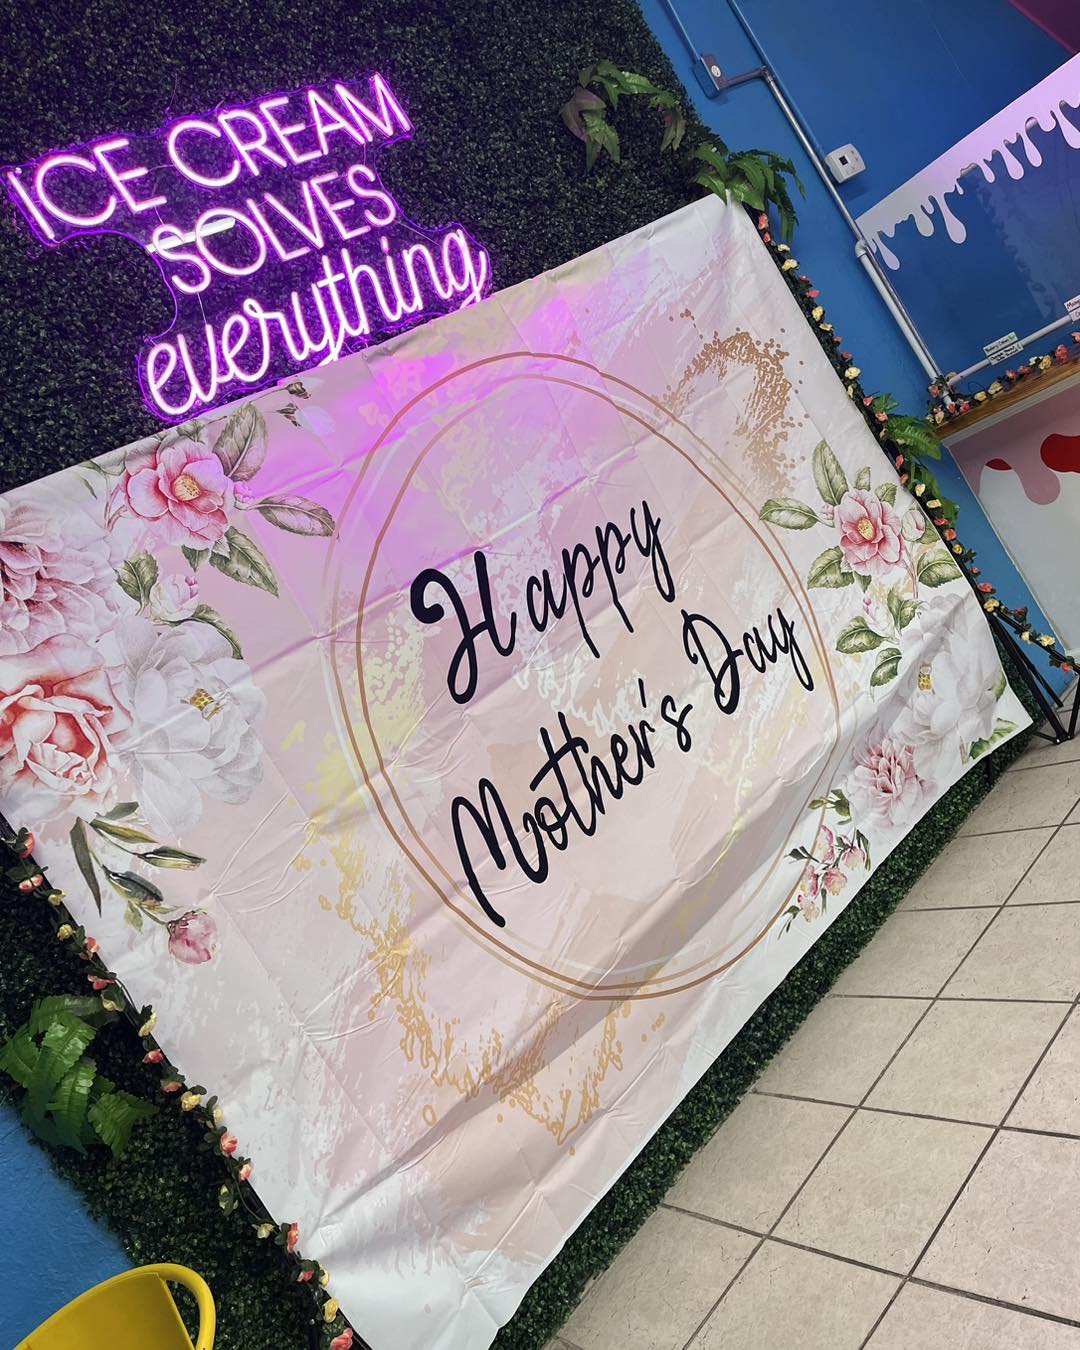 iCE CREAM
SOLVES
everything
Happy
Mother's Day